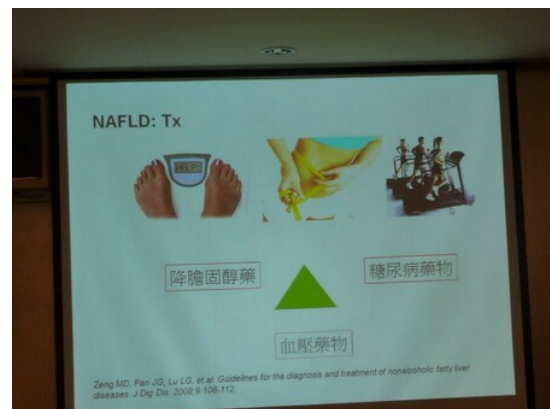 NAFLD: Tx
HELP!
降膽固醇藥
糖尿病藥物
血壓藥物
Zeng MD, Fan JG, Lu LG, et al. Guidelines for the diagnosis and treatment of nonalcoholic fatty liver
diseases. J Dig Dis. 2008;9:108-112.